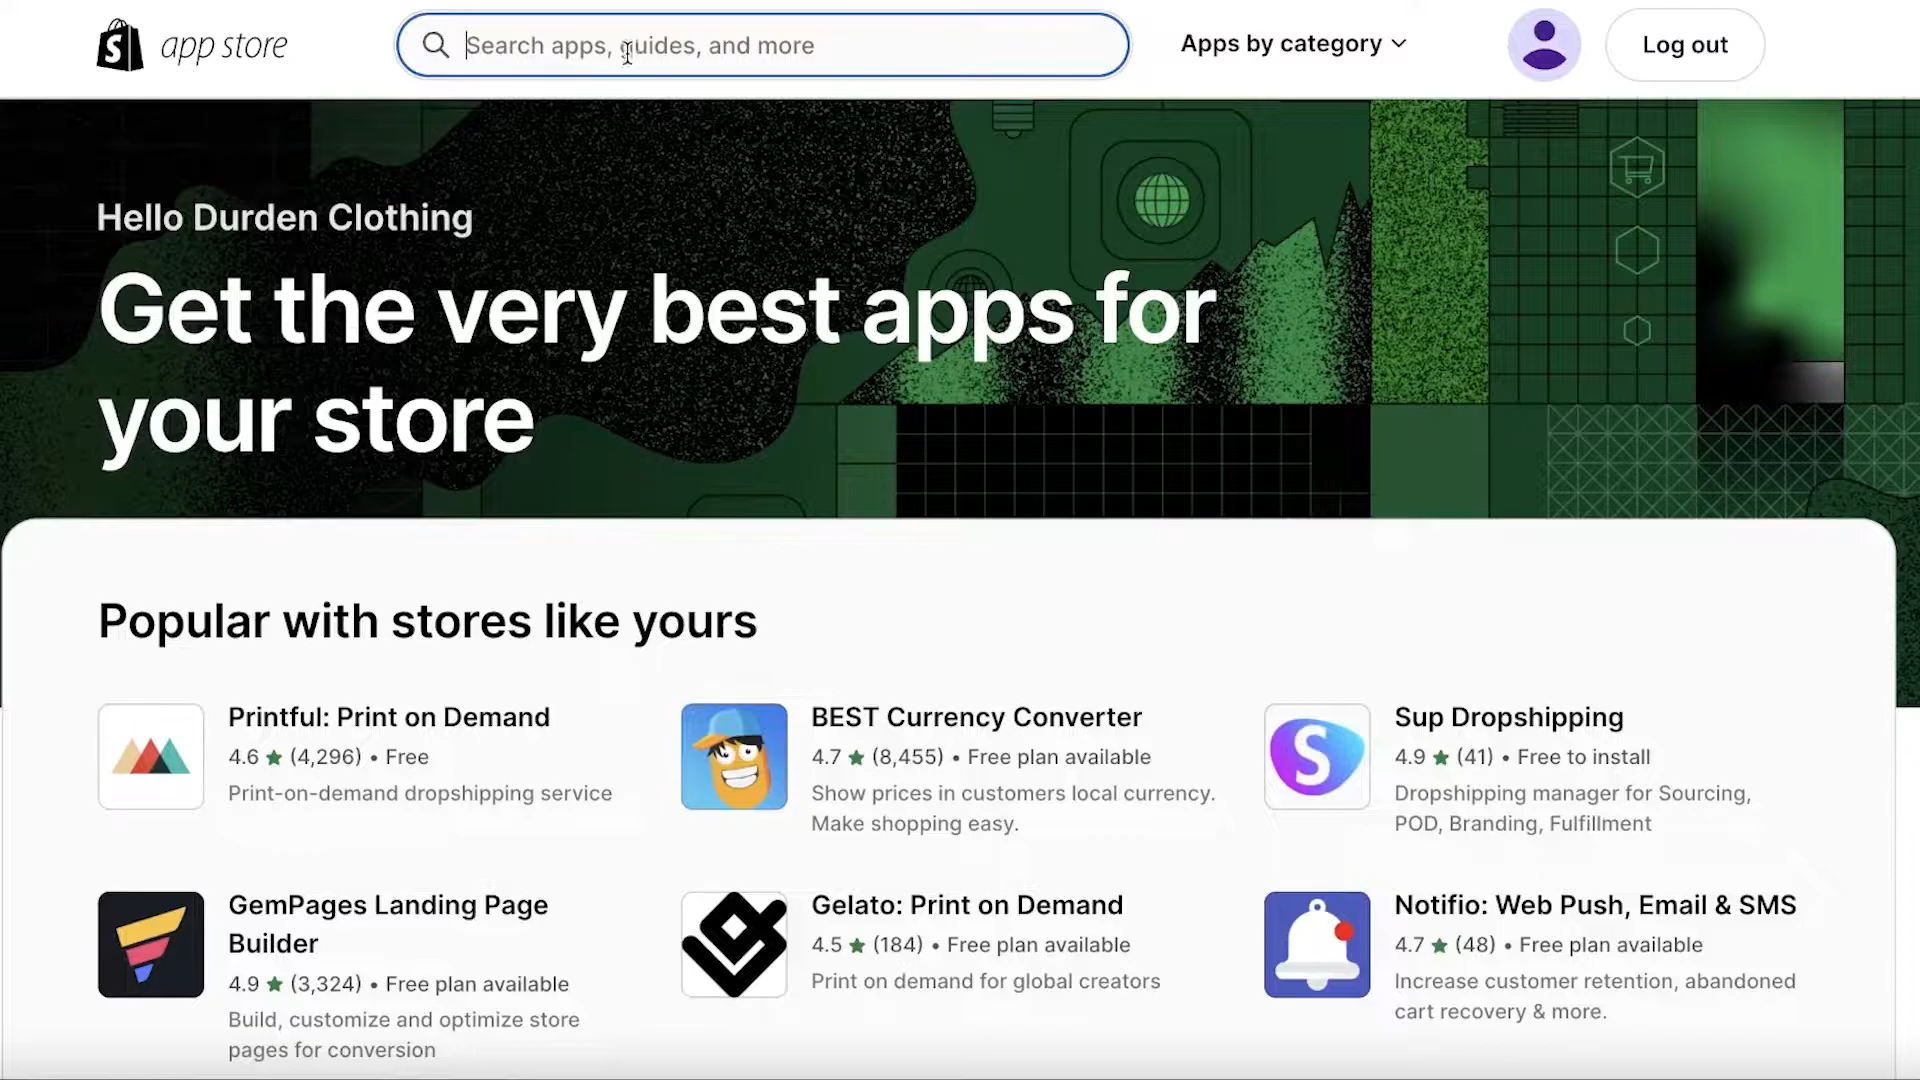 app store
Search apps, guides, and more
Apps by category
Log out
Hello Durden Clothing
Get the very best apps for
your store
Popular with stores like yours
Printful: Print on Demand
4.6 ★ (4,296) • Free
Print-on-demand dropshipping service
BEST Currency Converter
4.7 ★ (8,455) • Free plan available
Show prices in customers local currency.
Make shopping easy.
Sup Dropshipping
4.9 ★ (41) • Free to install
Dropshipping manager for Sourcing,
POD, Branding, Fulfillment
GemPages Landing Page
Builder
4.9 ★ (3,324) • Free plan available
Build, customize and optimize store
pages for conversion
Gelato: Print on Demand
4.5 ★ (184) • Free plan available
Print on demand for global creators
Notifio: Web Push, Email & SMS
4.7 ★ (48) • Free plan available
Increase customer retention, abandoned
cart recovery & more.